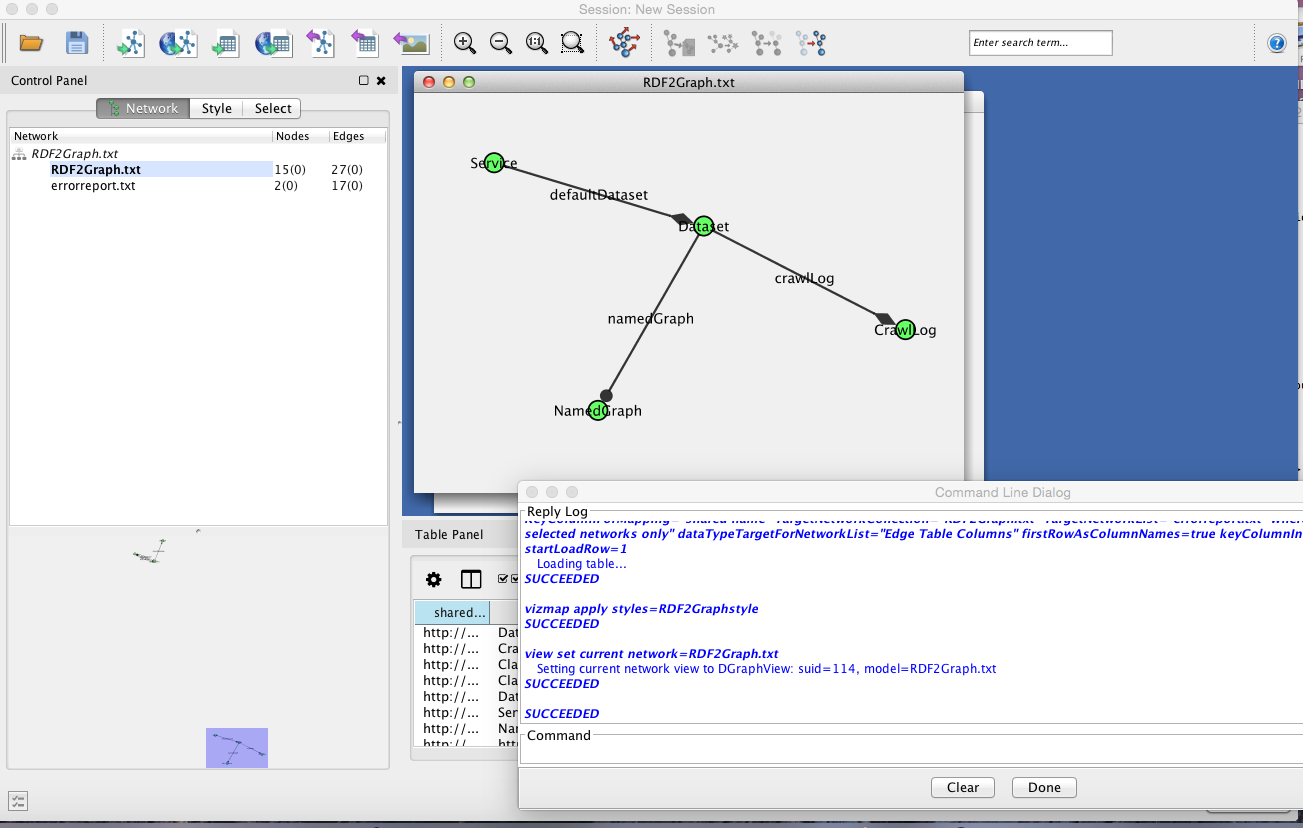 Session: New Session
1:1
Enter search term...
?
Control Panel
Network
Style
Select
Network Nodes Edges
RDF2Graph.txt
RDF2Graph.txt 15(0) 27(0)
errorreport.txt 2(0) 17(0)
RDF2Graph.txt
Service
defaultDataset
Dataset
crawlLog
namedGraph
CrawlLog
NamedGraph
Table Panel
shared...
http://... Dat
http://... Cra
http://... Cla
http://... Cla
http://... Dat
http://... Ser
http://... Nar
Command Line Dialog
Reply Log
selected networks only" dataTypeTargetForNetworkList="Edge Table Columns" firstRowAsColumnNames=true keyColumnIn
startLoadRow=1
Loading table...
SUCCEEDED
vizmap apply styles=RDF2Graphstyle
SUCCEEDED
view set current network=RDF2Graph.txt
Setting current network view to DGraphView: suid=114, model=RDF2Graph.txt
SUCCEEDED
SUCCEEDED
Command
Clear
Done